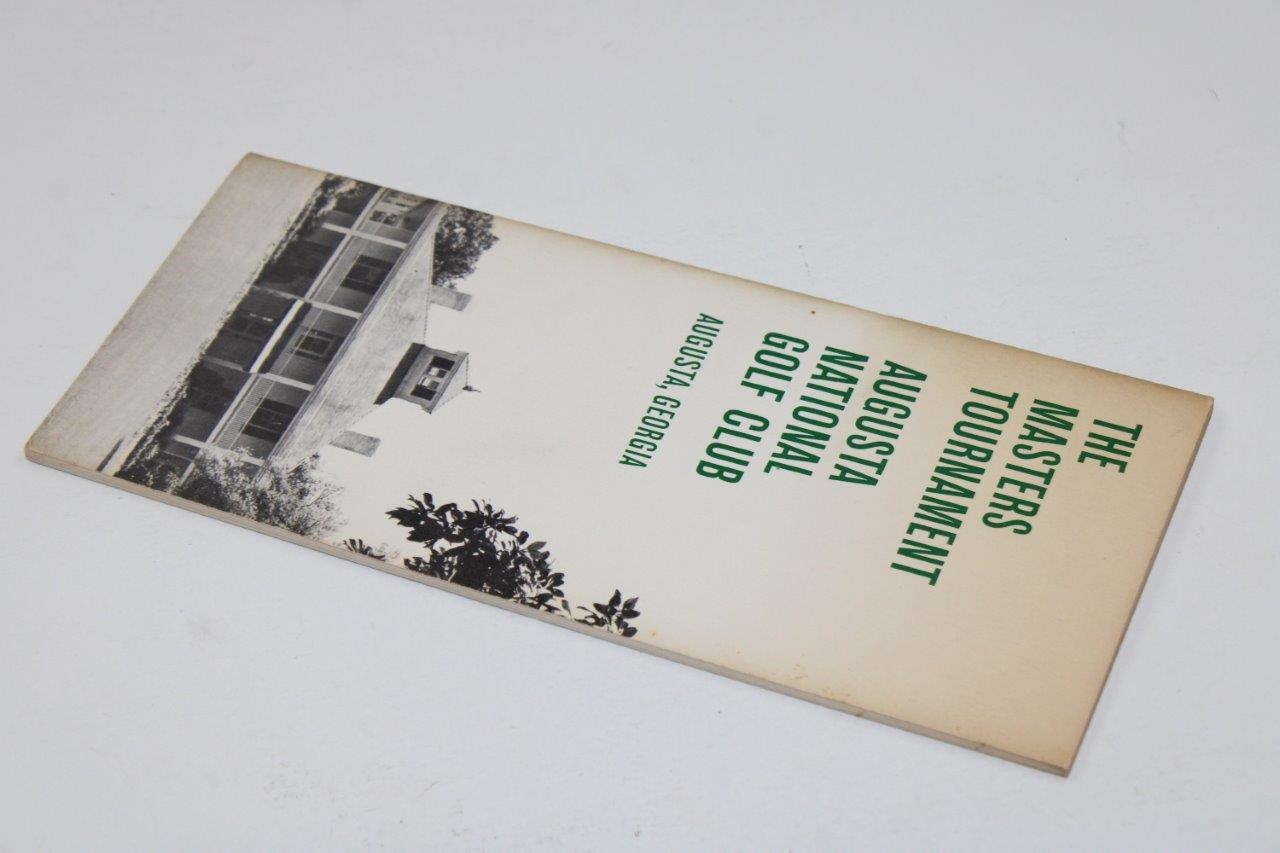 THE
MASTERS
TOURNAMENT
AUGUSTA
NATIONAL
GOLF CLUB
AUGUSTA, GEORGIA